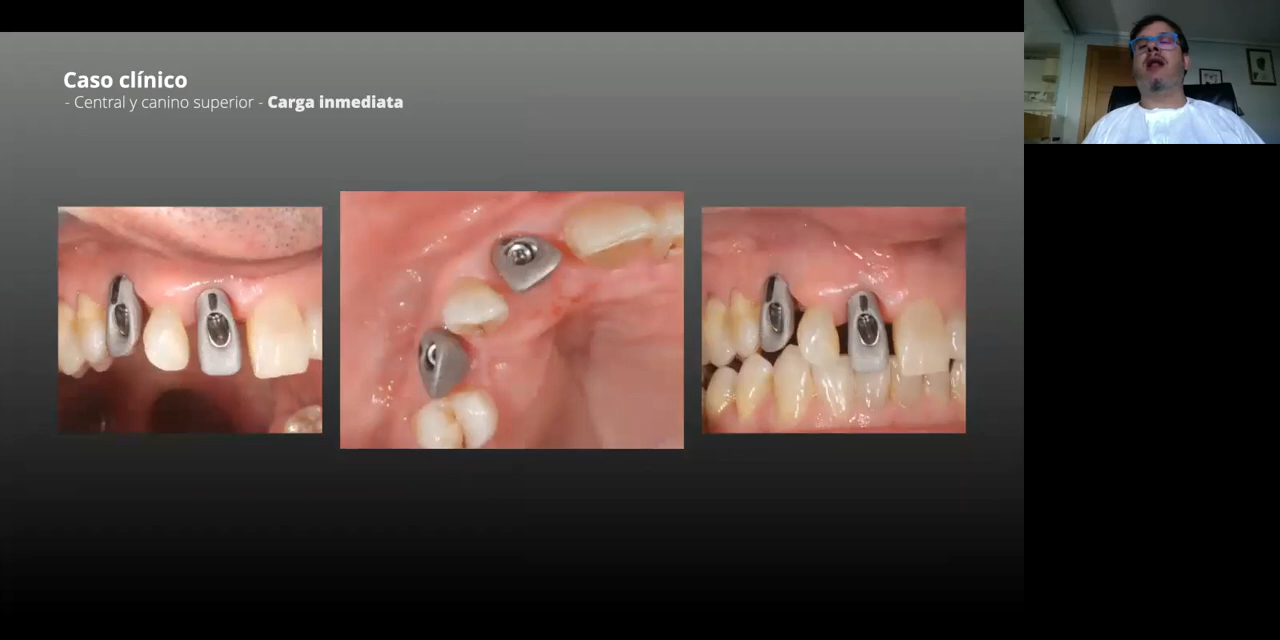 Caso clínico
- Central y canino superior - Carga inmediata